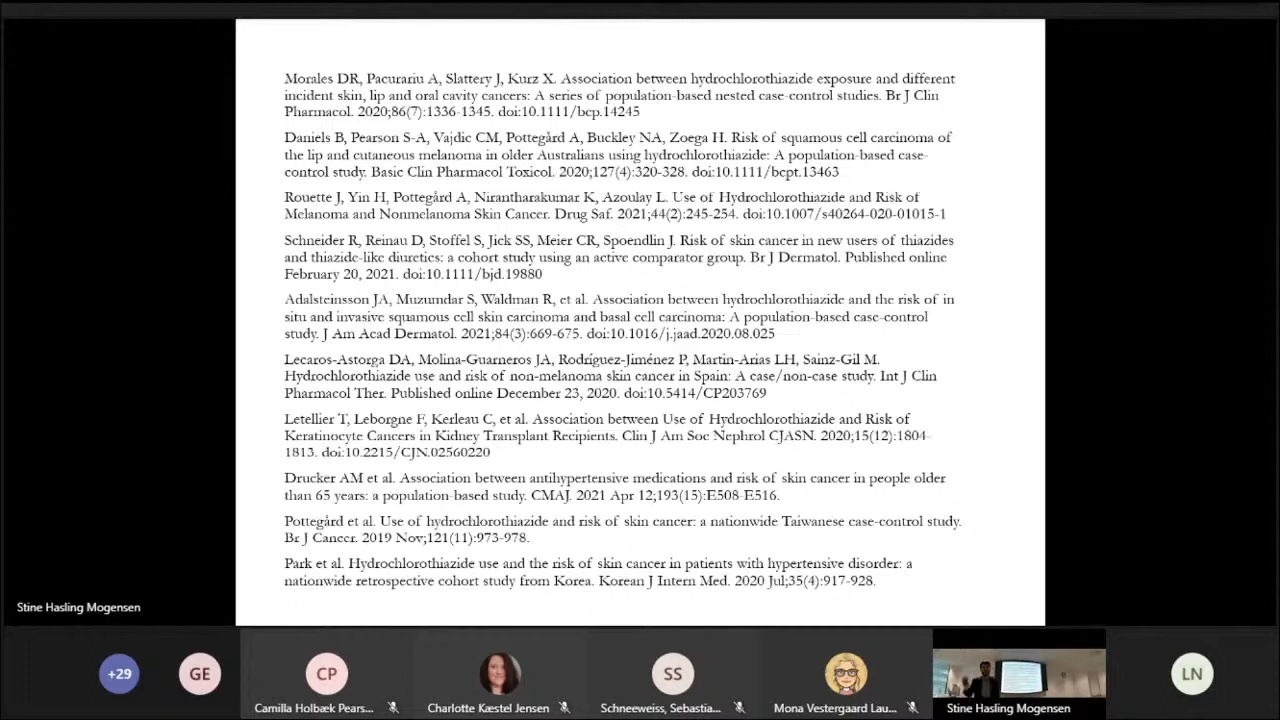 Morales DR, Pacurariu A, Slattery J, Kurz X. Association between hydrochlorothiazide exposure and different
incident skin, lip and oral cavity cancers: A series of population-based nested case-control studies. Br J Clin
Pharmacol. 2020;86(7):1336-1345. doi:10.1111/bcp.14245
Daniels B, Pearson S-A, Vajdic CM, Pottegård A, Buckley NA, Zoega H. Risk of squamous cell carcinoma of
the lip and cutaneous melanoma in older Australians using hydrochlorothiazide: A population-based case-
control study. Basic Clin Pharmacol Toxicol. 2020;127(4):320-328. doi:10.1111/bcpt.13463
Rouette J, Yin H, Pottegård A, Nirantharakumar K, Azoulay L. Use of Hydrochlorothiazide and Risk of
Melanoma and Nonmelanoma Skin Cancer. Drug Saf. 2021;44(2):245-254. doi:10.1007/s40264-020-01015-1
Schneider R, Reinau D, Stoffel S, Jick SS, Meier CR, Spoendlin J. Risk of skin cancer in new users of thiazides
and thiazide-like diuretics: a cohort study using an active comparator group. Br J Dermatol. Published online
February 20, 2021. doi:10.1111/bjd.19880
Adalsteinsson JA, Muzumdar S, Waldman R, et al. Association between hydrochlorothiazide and the risk of in
situ and invasive squamous cell skin carcinoma and basal cell carcinoma: A population-based case-control
study. J Am Acad Dermatol. 2021;84(3):669-675. doi:10.1016/j.jaad.2020.08.025
Lecaros-Astorga DA, Molina-Guarneros JA, Rodríguez-Jiménez P, Martin-Arias LH, Sainz-Gil M.
Hydrochlorothiazide use and risk of non-melanoma skin cancer in Spain: A case/non-case study. Int J Clin
Pharmacol Ther. Published online December 23, 2020. doi:10.5414/CP203769
Letellier T, Leborgne F, Kerleau C, et al. Association between Use of Hydrochlorothiazide and Risk of
Keratinocyte Cancers in Kidney Transplant Recipients. Clin J Am Soc Nephrol CJASN. 2020;15(12):1804-
1813. doi:10.2215/CJN.02560220
Drucker AM et al. Association between antihypertensive medications and risk of skin cancer in people older
than 65 years: a population-based study. CMAJ. 2021 Apr 12;193(15):E508-E516.
Pottegård et al. Use of hydrochlorothiazide and risk of skin cancer: a nationwide Taiwanese case-control study.
Br J Cancer. 2019 Nov;121(11):973-978.
Park et al. Hydrochlorothiazide use and the risk of skin cancer in patients with hypertensive disorder: a
nationwide retrospective cohort study from Korea. Korean J Intern Med. 2020 Jul;35(4):917-928.
Stine Hasling Mogensen
+29
GE
CP
SS
LN
Camilla Holbæk Pears...
Charlotte Kæstel Jensen
Schneeweiss, Sebastia...
Mona Vestergaard Lau...
Stine Hasling Mogensen